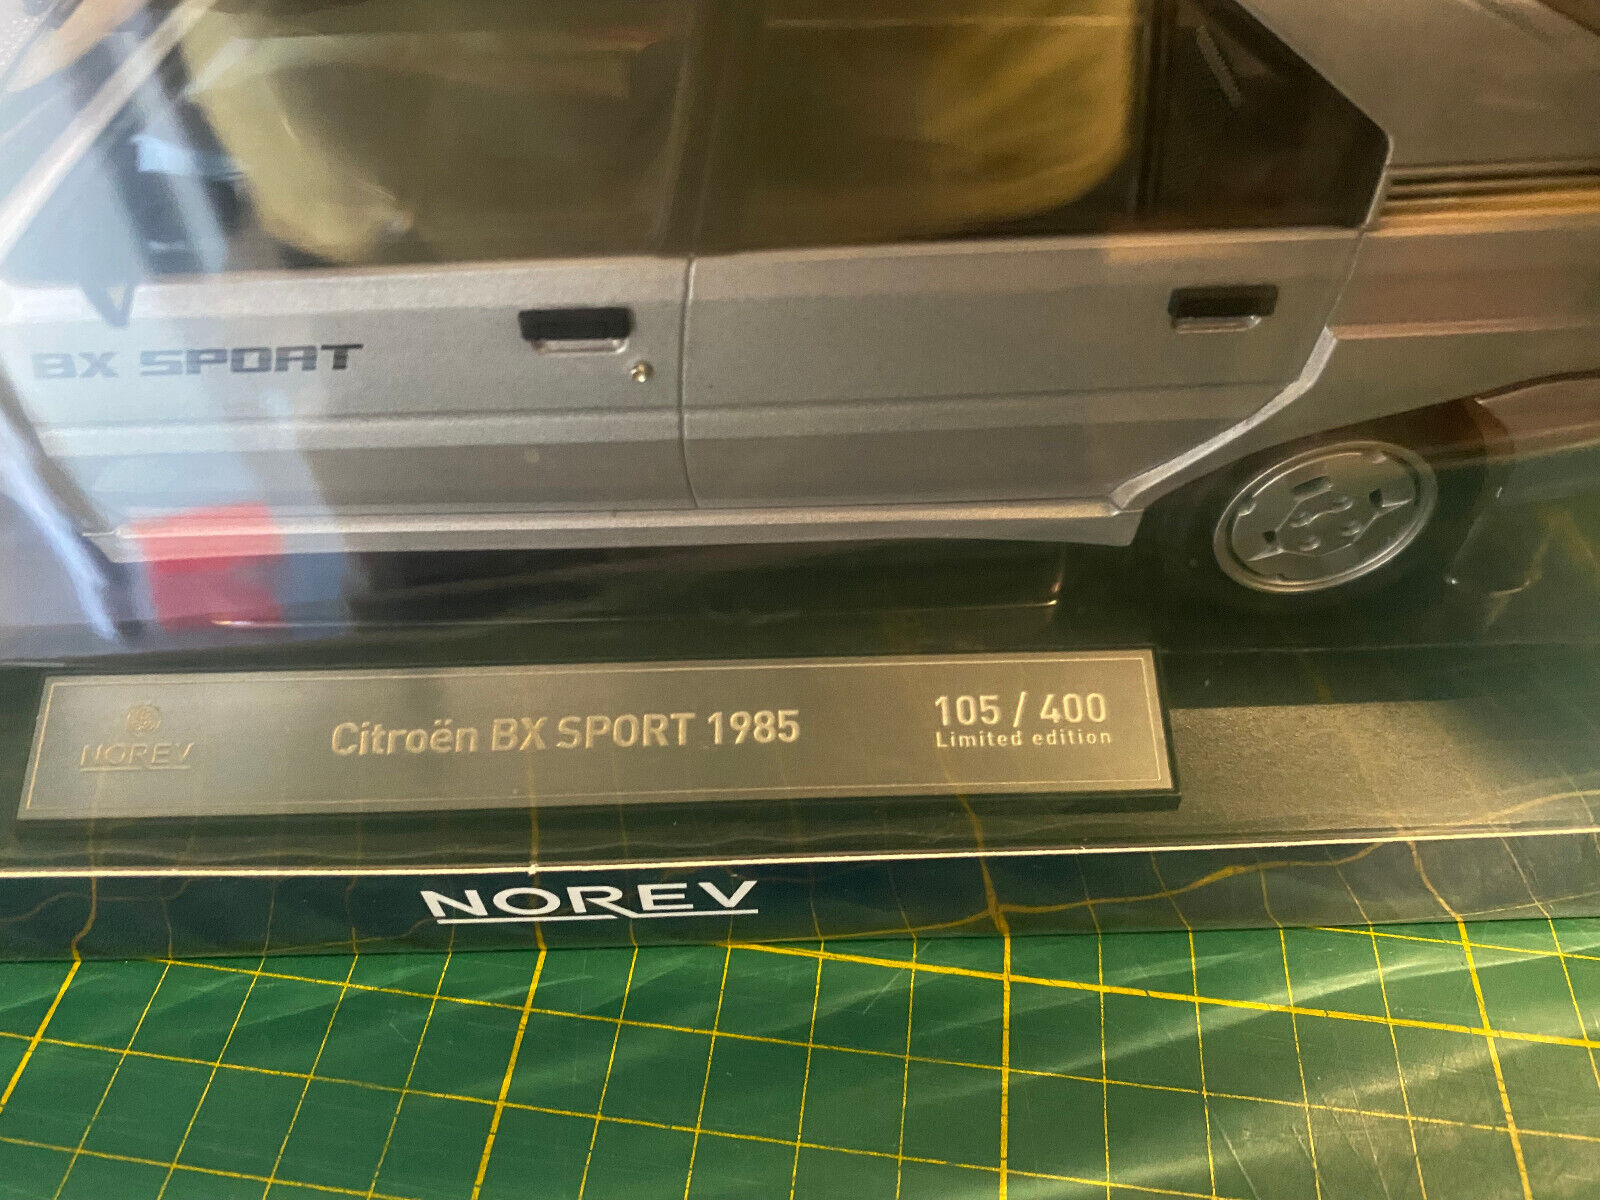 BX SPORT
NOREV
Citroën BX SPORT 1985
105 / 400
Limited edition
NOREV